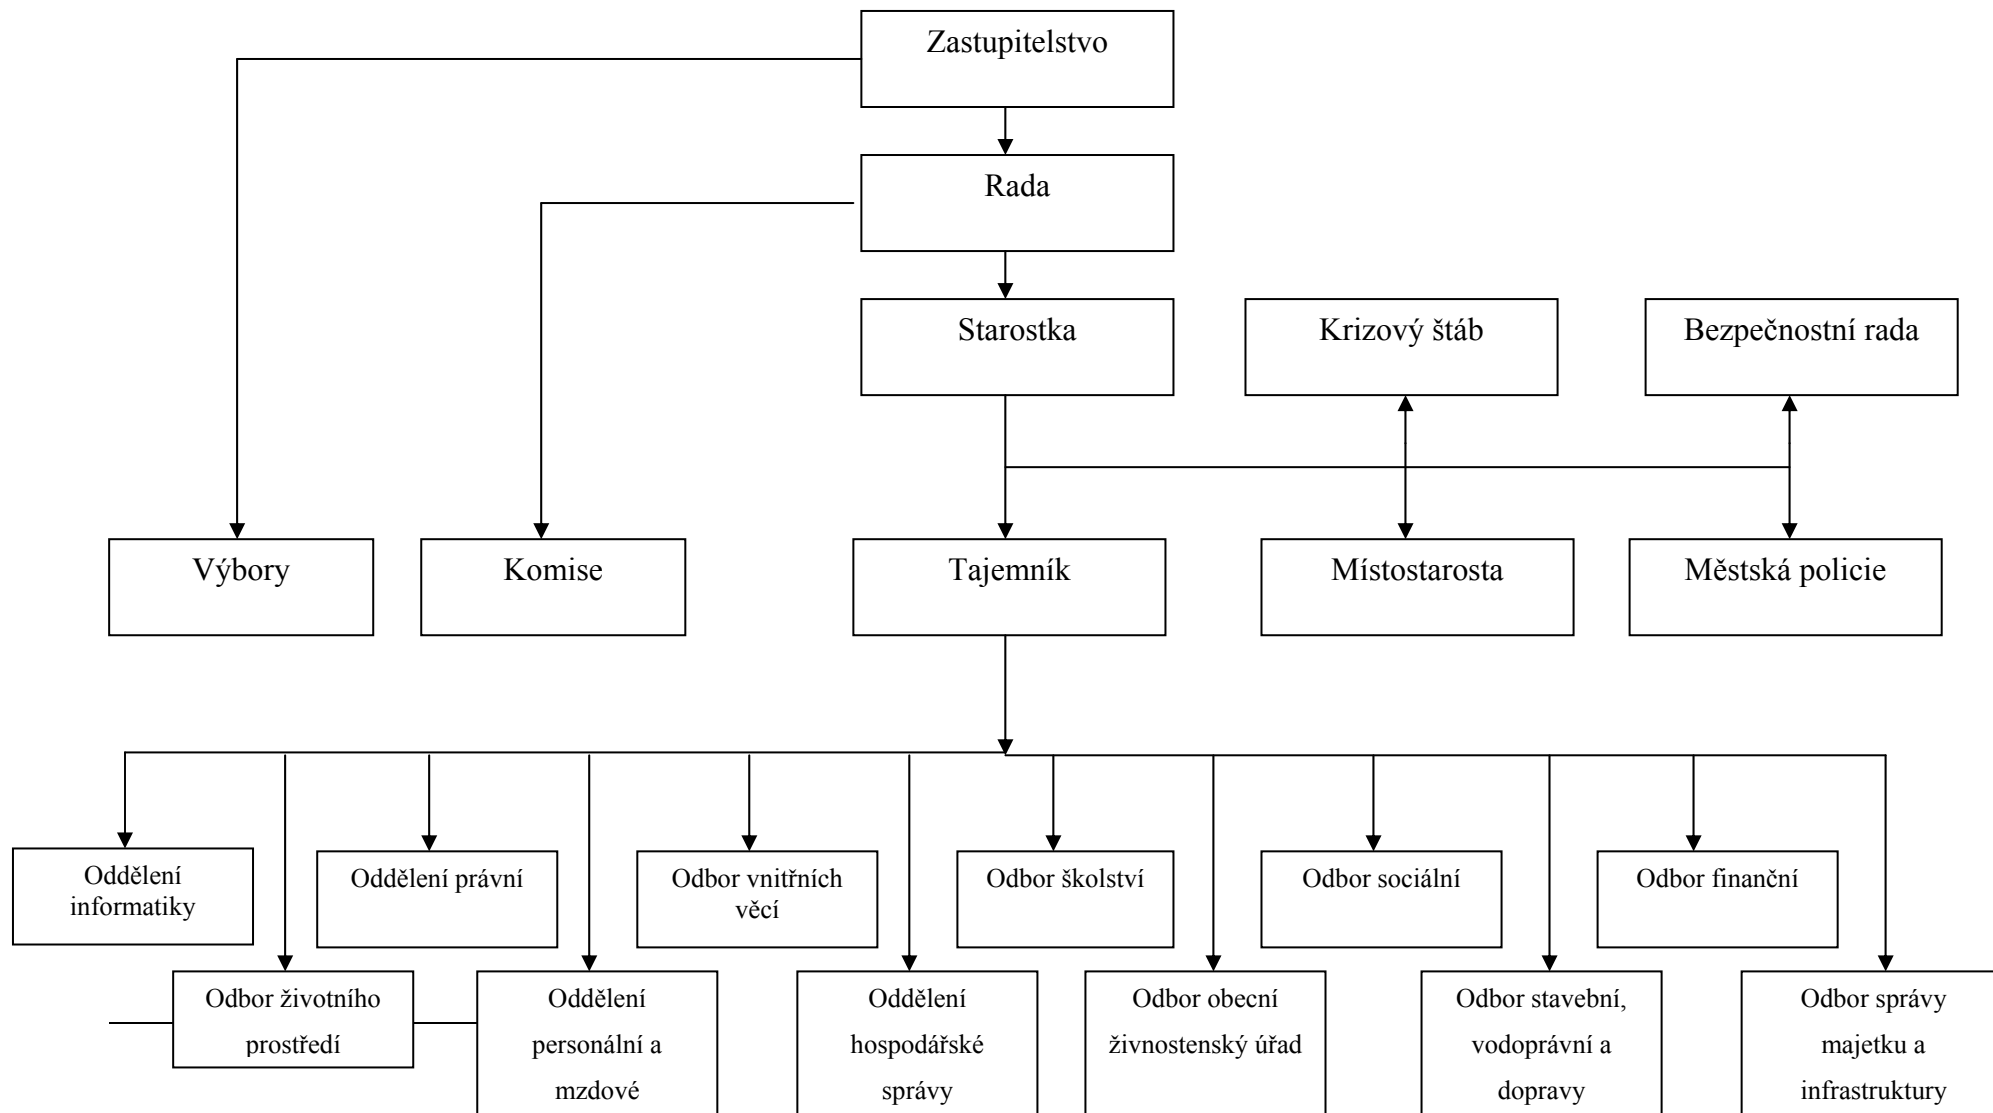 Zastupitelstvo
Rada
Starostka
Krizový štáb
Bezpečnostní rada
Výbory
Komise
Tajemník
Místostarosta
Městská policie
Oddělení
informatiky
Oddělení právní
Odbor vnitřních
věcí
Odbor školství
Odbor sociální
Odbor finanční
Odbor životního
prostředí
Oddělení
personální a
mzdové
Oddělení
hospodářské
správy
Odbor obecní
živnostenský úřad
Odbor stavební,
vodoprávní a
dopravy
Odbor správy
majetku a
infrastruktury